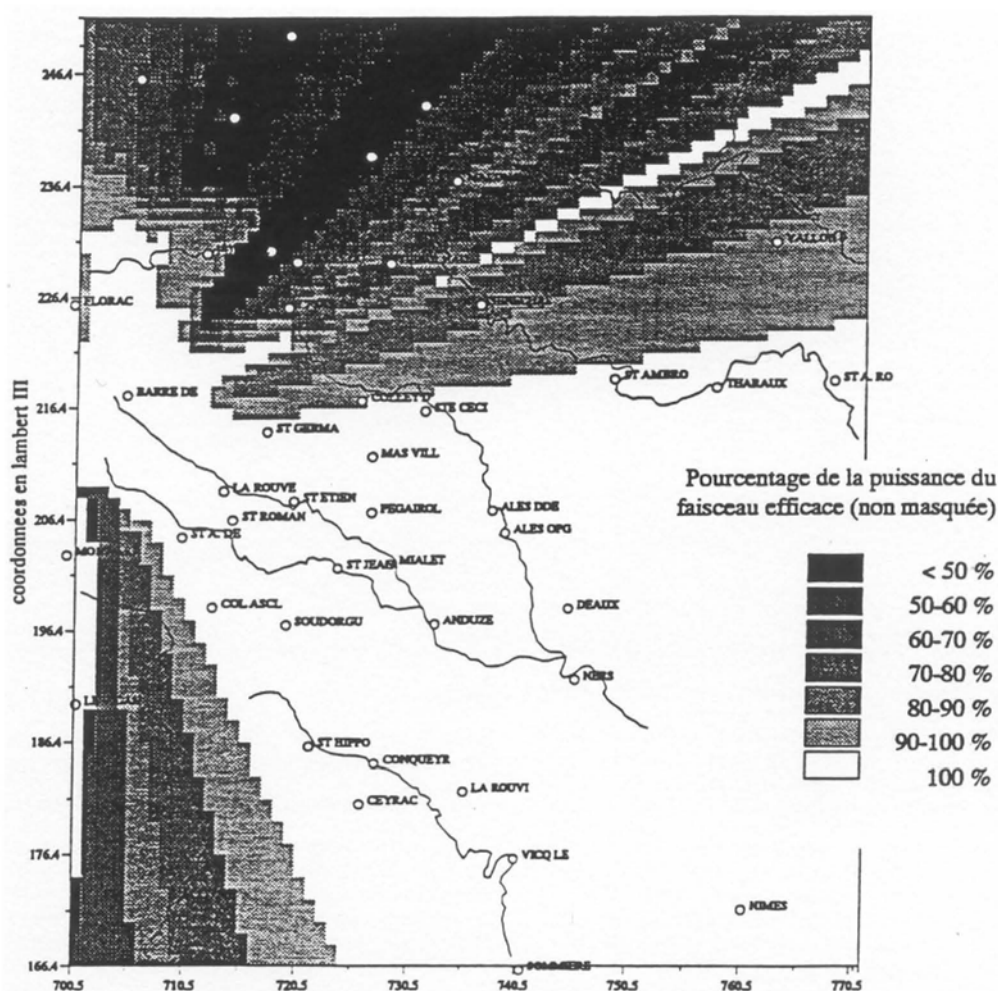 246.4
236.4
226.4
216.4
206.4
196.4
186.4
176.4
166.4
coordonnees en lambert III
700.5
710.5
720.5
730.5
740.5
750.5
760.5
770.5
FLORAC
VALLON
BARRE DE
COLLET D
STE CECI
ST AMBRO
THARAUX
ST A. RO
ST GERMA
MAS VILL
LA ROUVE
ST ETIEN
ST ROMAN
PEGAIROL
ALES DDE
ALES OPG
ST A. DE
MIALET
ST JEAN
COL ASCL
SOUDORGU
ANDUZE
DEAUX
NERS
ST HIPPO
CONQUEYR
LA ROUVI
CEYRAC
VICQ LE
NIMES
SOMMIERE
Pourcentage de la puissance du
faisceau efficace (non masquée)
< 50 %
50-60 %
60-70 %
70-80 %
80-90 %
90-100 %
100 %